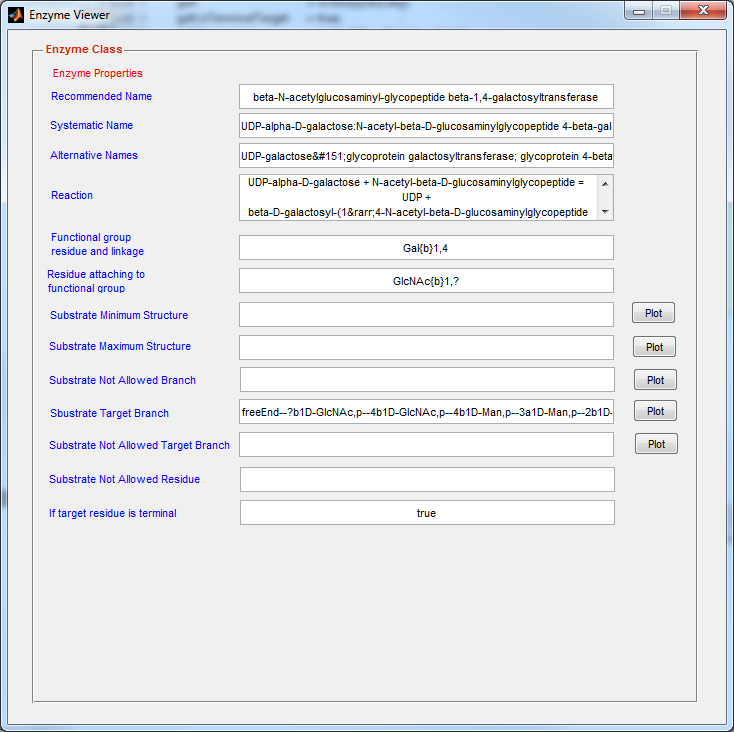 Enzyme Viewer
Enzyme Class
Enzyme Properties
Recommended Name
beta-N-acetylglucosaminyl-glycopeptide beta-1,4-galactosyltransferase
Systematic Name
UDP-alpha-D-galactose:N-acetyl-beta-D-glucosaminylglycopeptide 4-beta-gal
Alternative Names
UDP-galactose&#151;glycoprotein galactosyltransferase; glycoprotein 4-beta
Reaction
UDP-alpha-D-galactose + N-acetyl-beta-D-glucosaminylglycopeptide =
UDP +
beta-D-galactosyl-(1&rarr;4-N-acetyl-beta-D-glucosaminylglycopeptide
Functional group
residue and linkage
Gal{b}1,4
Residue attaching to
functional group
GlcNAc{b}1,?
Substrate Minimum Structure
Plot
Substrate Maximum Structure
Plot
Substrate Not Allowed Branch
Plot
Sbustrate Target Branch
freeEnd--?b1D-GlcNAc,p--4b1D-GlcNAc,p--4b1D-Man,p--3a1D-Man,p--2b1D-
Plot
Substrate Not Allowed Target Branch
Plot
Substrate Not Allowed Residue
If target residue is terminal
true